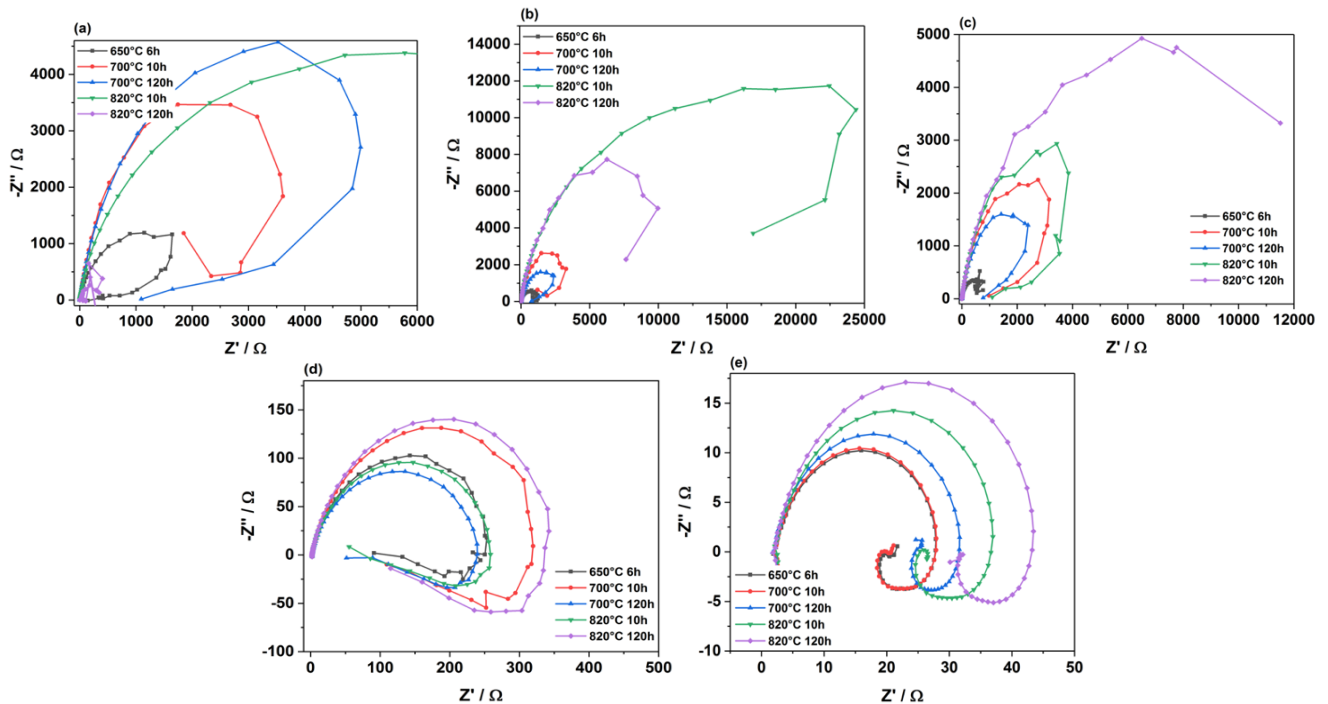 (a)
650°C 6h
700°C 10h
700°C 120h
820°C 10h
820°C 120h
4000
3000
2000
1000
0
-Z'' / Ω
0 1000 2000 3000 4000 5000 6000
Z' / Ω
(b)
650°C 6h
700°C 10h
700°C 120h
820°C 10h
820°C 120h
14000
12000
10000
8000
6000
4000
2000
0
-Z'' / Ω
0 5000 10000 15000 20000 25000
Z' / Ω
(c)
5000
4000
3000
2000
1000
0
-Z'' / Ω
650°C 6h
700°C 10h
700°C 120h
820°C 10h
820°C 120h
0 2000 4000 6000 8000 10000 12000
Z' / Ω
(d)
150
100
50
0
-50
-100
-Z'' / Ω
650°C 6h
700°C 10h
700°C 120h
820°C 10h
820°C 120h
0 100 200 300 400 500
Z' / Ω
(e)
15
10
5
0
-5
-10
-Z'' / Ω
650°C 6h
700°C 10h
700°C 120h
820°C 10h
820°C 120h
0 10 20 30 40 50
Z' / Ω